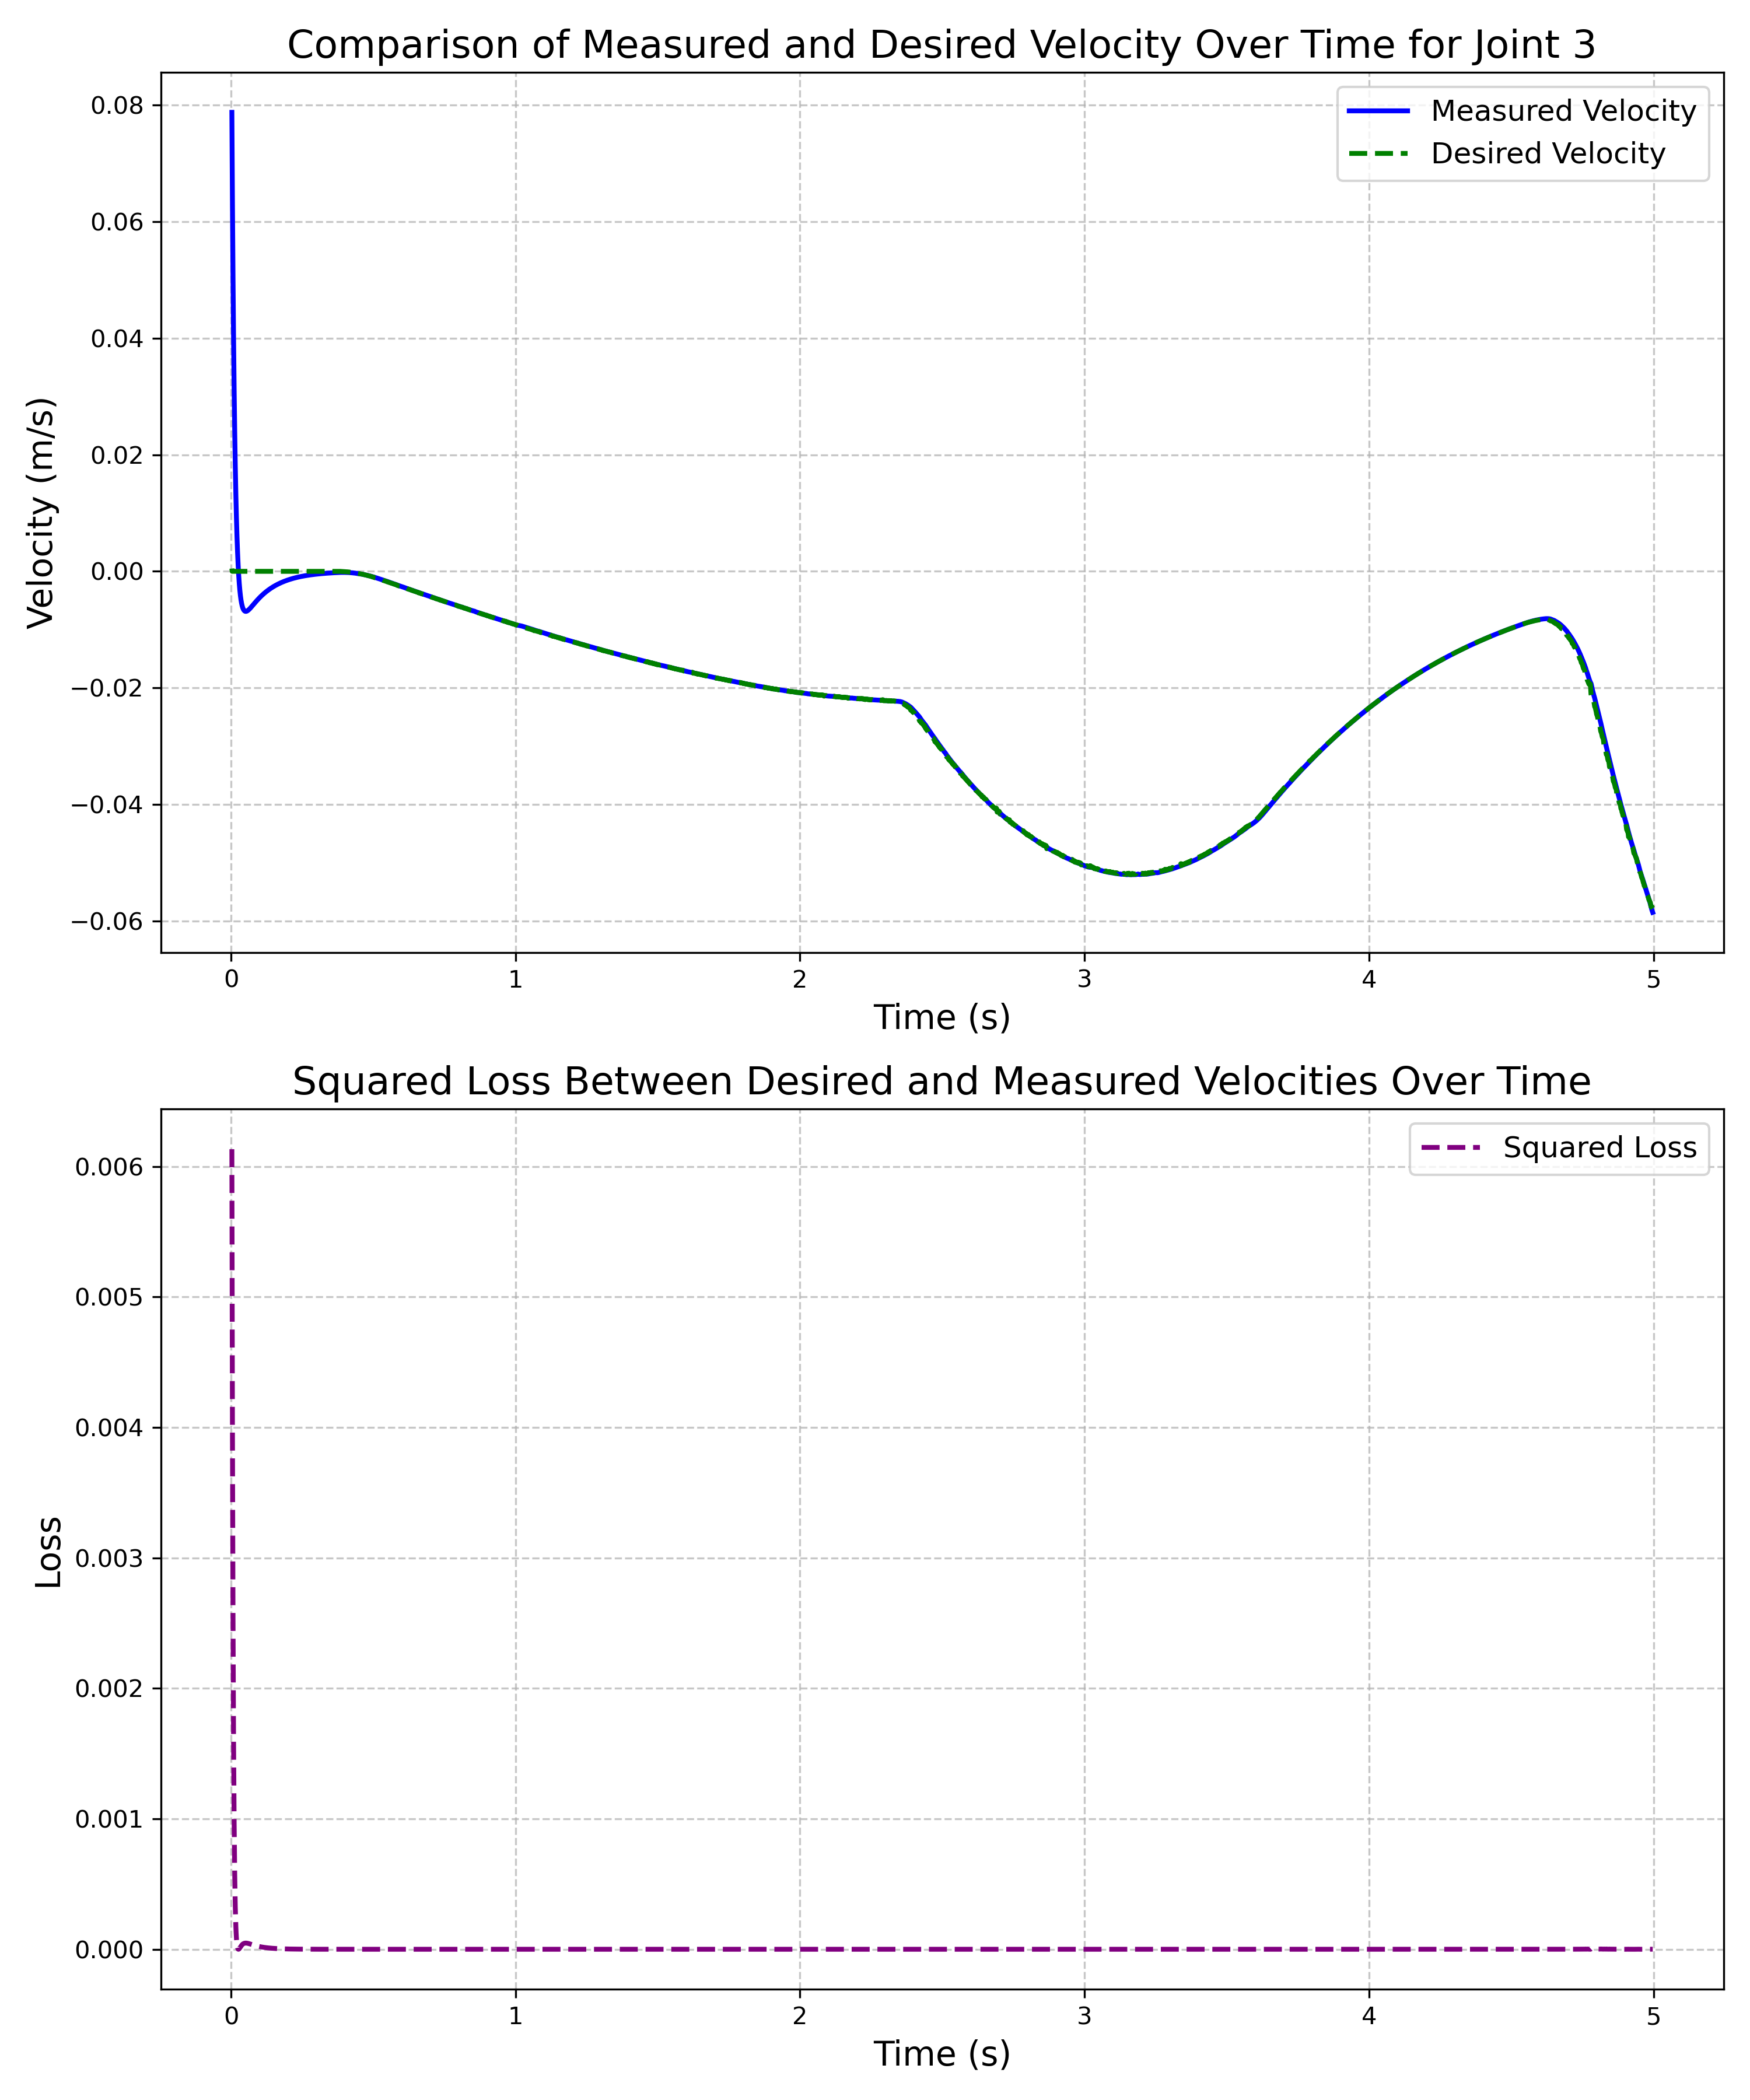 Comparison of Measured and Desired Velocity Over Time for Joint 3
Measured Velocity
Desired Velocity
Velocity (m/s)
0.08
0.06
0.04
0.02
0.00
−0.02
−0.04
−0.06
0 1 2 3 4 5
Time (s)
Squared Loss Between Desired and Measured Velocities Over Time
Squared Loss
Loss
0.006
0.005
0.004
0.003
0.002
0.001
0.000
0 1 2 3 4 5
Time (s)